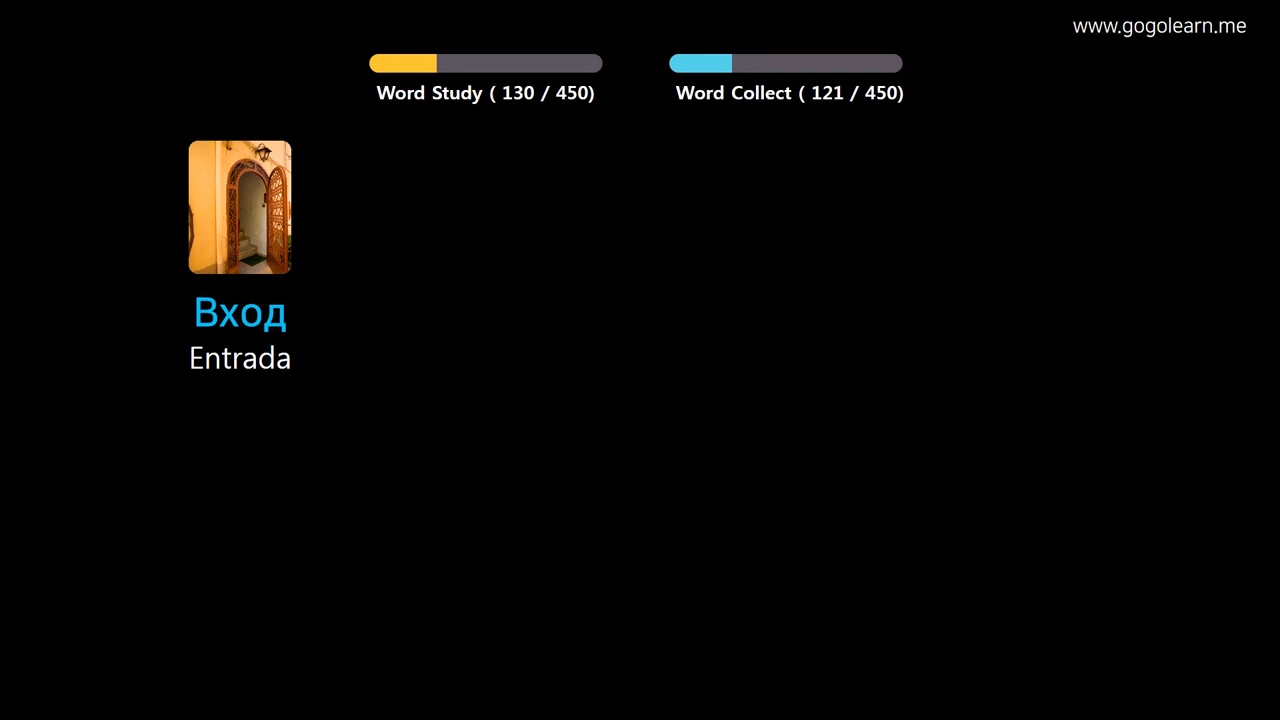 www.gogolearn.me
Word Study ( 130 / 450)
Word Collect ( 121 / 450)
Вход
Entrada